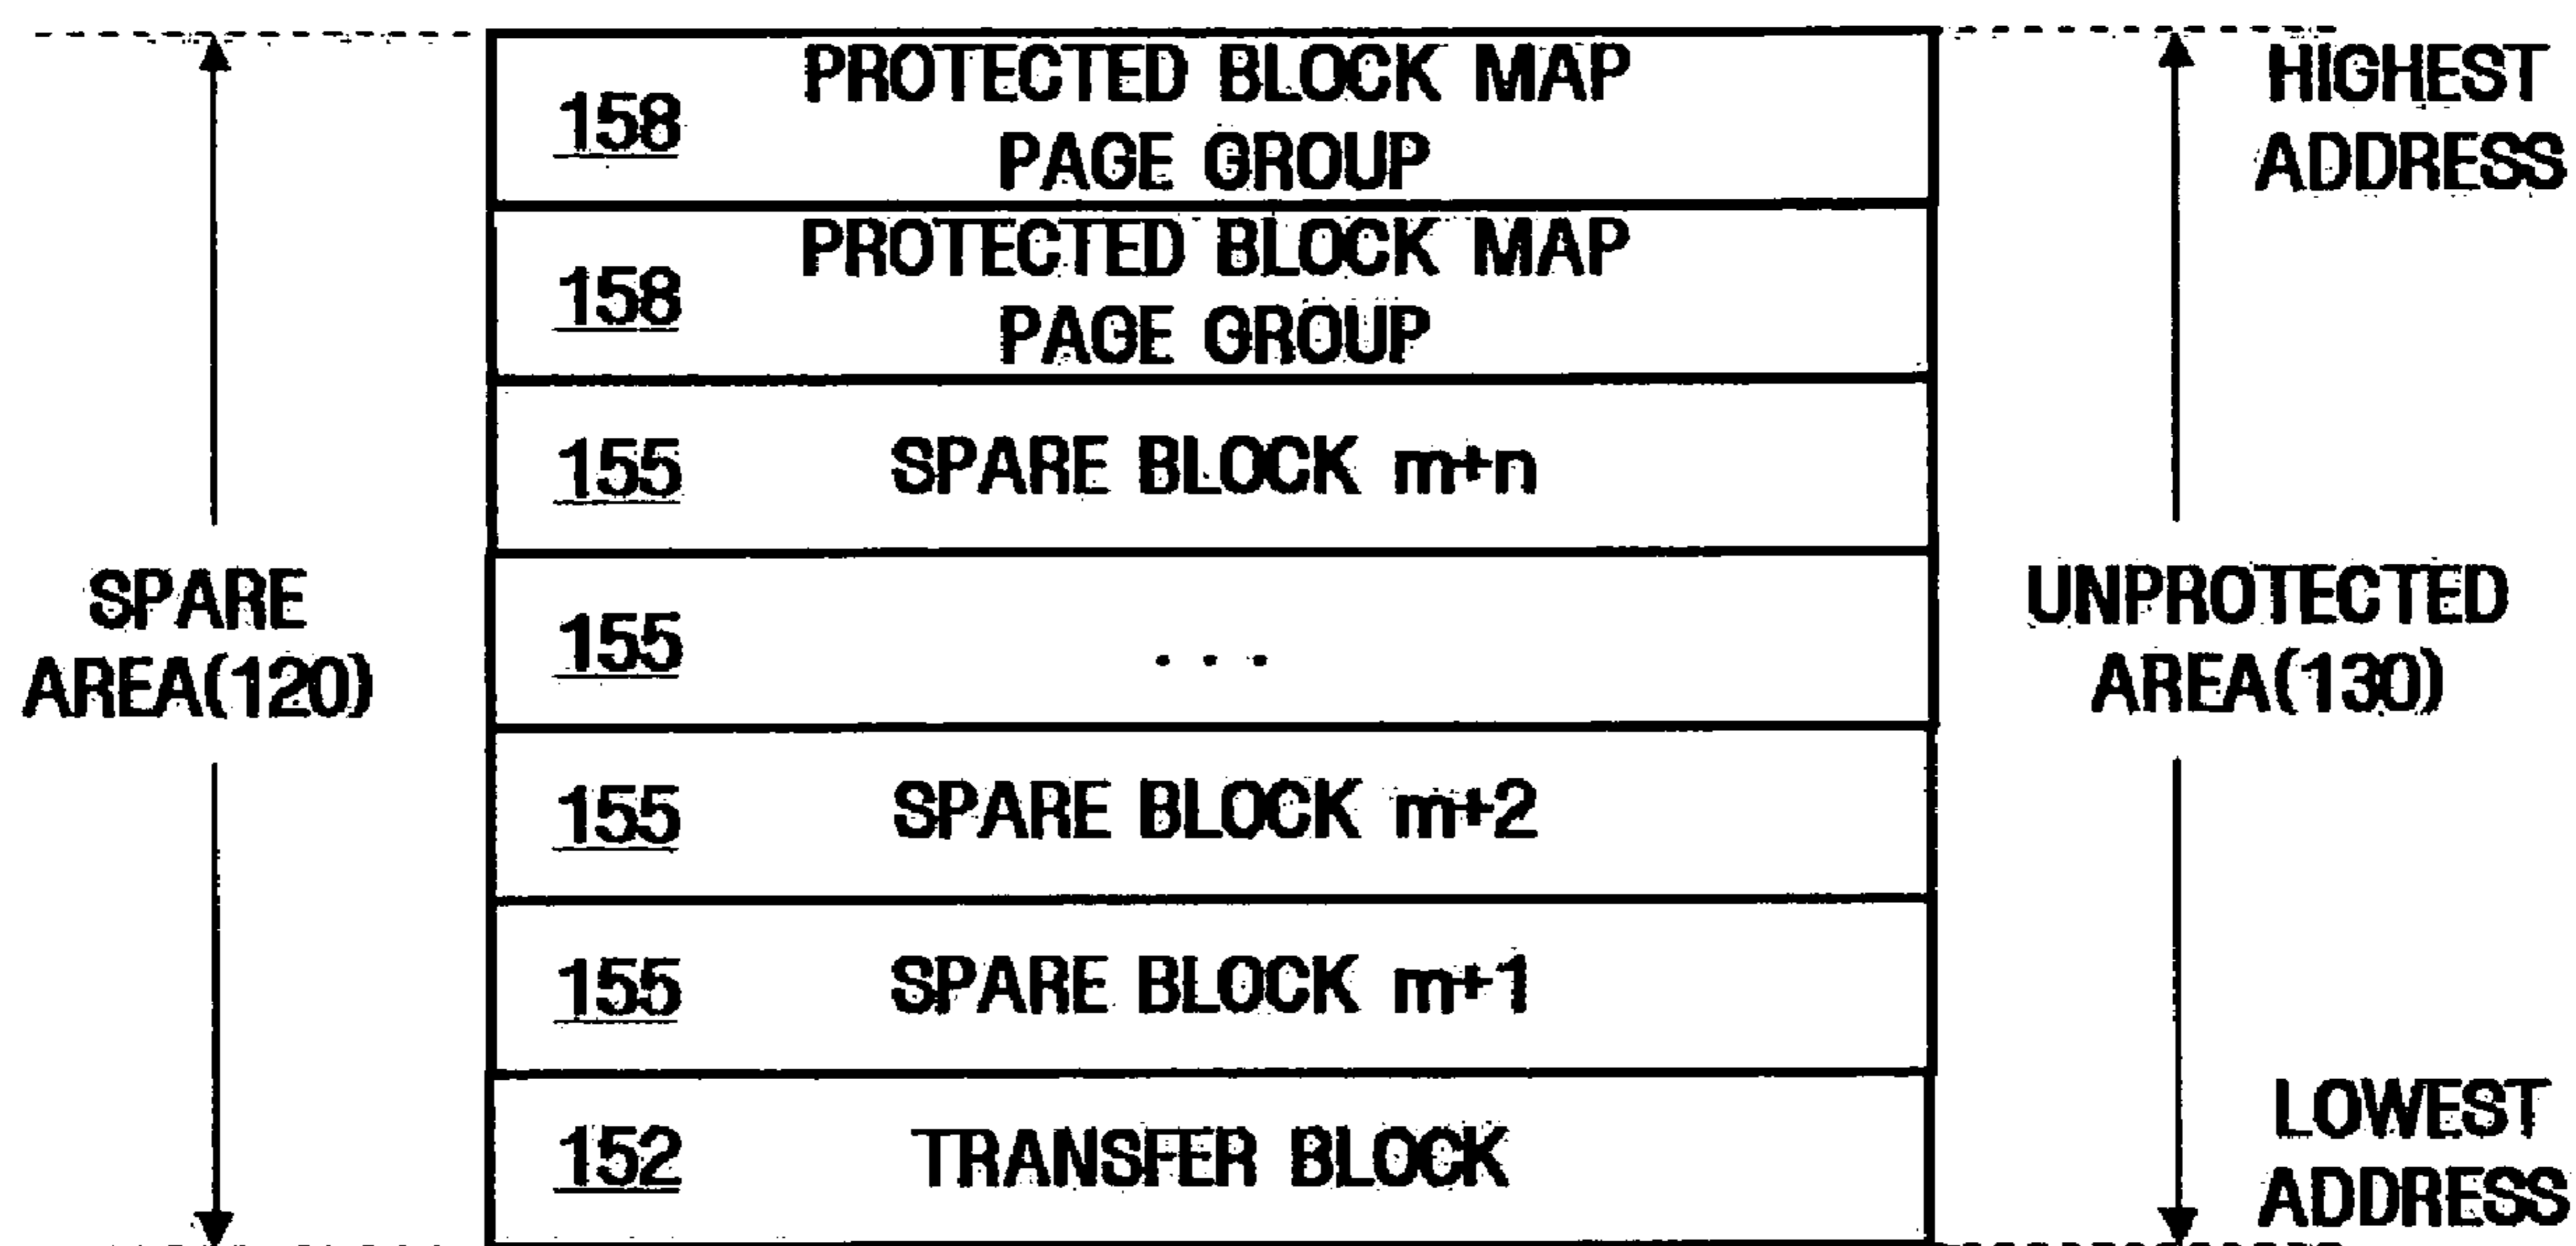 PROTECTED BLOCK MAP
158
PAGE GROUP
HIGHEST
ADDRESS
PROTECTED BLOCK MAP
158
PAGE GROUP
155 SPARE BLOCK m+n
SPARE
AREA(120)
155 ...
UNPROTECTED
AREA(130)
155 SPARE BLOCK m+2
155 SPARE BLOCK m+1
152 TRANSFER BLOCK
LOWEST
ADDRESS